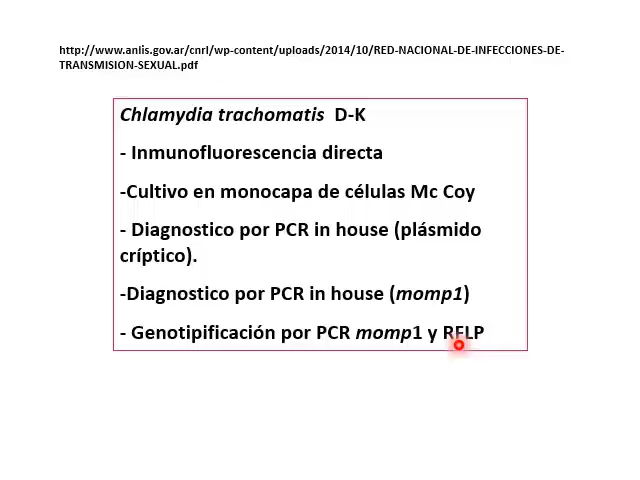 http://www.anlis.gov.ar/cnrl/wp-content/uploads/2014/10/RED-NACIONAL-DE-INFECCIONES-DE-
TRANSMISION-SEXUAL.pdf
Chlamydia trachomatis D-K
- Inmunofluorescencia directa
-Cultivo en monocapa de células Mc Coy
- Diagnostico por PCR in house (plásmido
críptico).
-Diagnostico por PCR in house (momp1)
- Genotipificación por PCR momp1 y RFLP